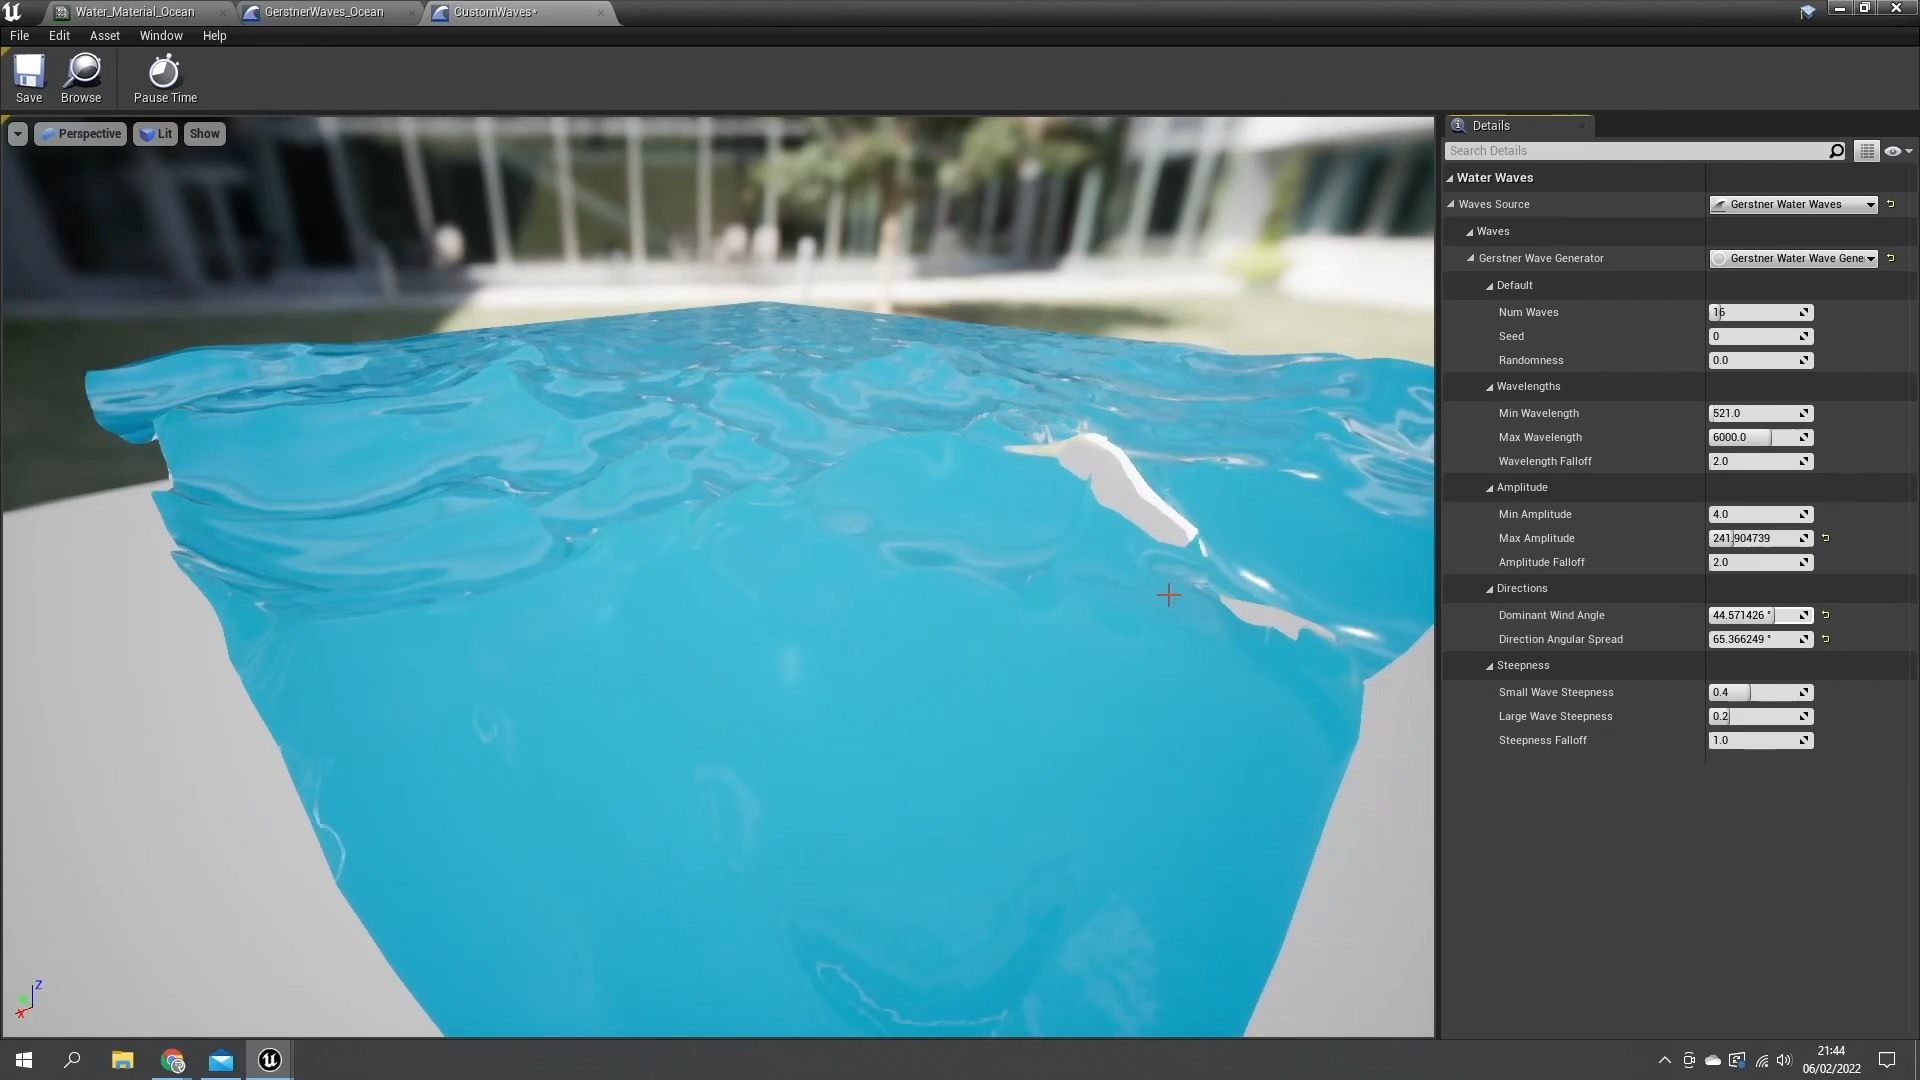 Water_Material_Ocean
GerstnerWaves_Ocean
CustomWaves*
File Edit Asset Window Help
Save Browse Pause Time
Perspective Lit Show
Details
Search Details
Water Waves
Waves Source Gerstner Water Waves
Waves
Gerstner Wave Generator Gerstner Water Wave Gene
Default
Num Waves 16
Seed 0
Randomness 0.0
Wavelengths
Min Wavelength 521.0
Max Wavelength 6000.0
Wavelength Falloff 2.0
Amplitude
Min Amplitude 4.0
Max Amplitude 241.904739
Amplitude Falloff 2.0
Directions
Dominant Wind Angle 44.571426 °
Direction Angular Spread 65.366249 °
Steepness
Small Wave Steepness 0.4
Large Wave Steepness 0.2
Steepness Falloff 1.0
Z
X
21:44
06/02/2022